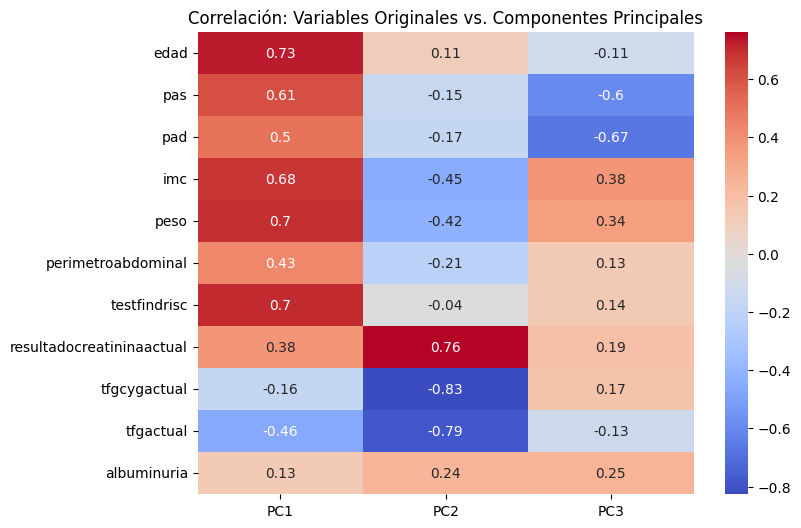 Correlación: Variables Originales vs. Componentes Principales
edad 0.73 0.11 -0.11
pas 0.61 -0.15 -0.6
pad 0.5 -0.17 -0.67
imc 0.68 -0.45 0.38
peso 0.7 -0.42 0.34
perimetroabdominal 0.43 -0.21 0.13
testfindrisc 0.7 -0.04 0.14
resultadocreatininaactual 0.38 0.76 0.19
tfgcygactual -0.16 -0.83 0.17
tfgactual -0.46 -0.79 -0.13
albuminuria 0.13 0.24 0.25
PC1 PC2 PC3
0.6
0.4
0.2
0.0
−0.2
−0.4
−0.6
−0.8